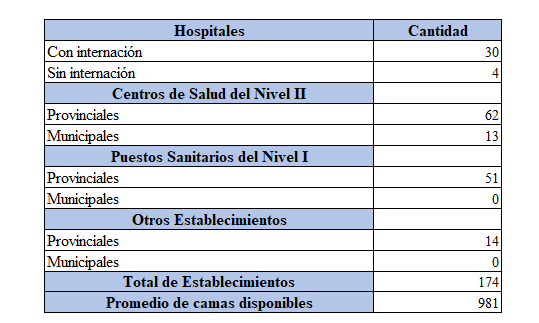 Hospitales Cantidad
Con internación 30
Sin internación 4
Centros de Salud del Nivel II
Provinciales 62
Municipales 13
Puestos Sanitarios del Nivel I
Provinciales 51
Municipales 0
Otros Establecimientos
Provinciales 14
Municipales 0
Total de Establecimientos 174
Promedio de camas disponibles 981